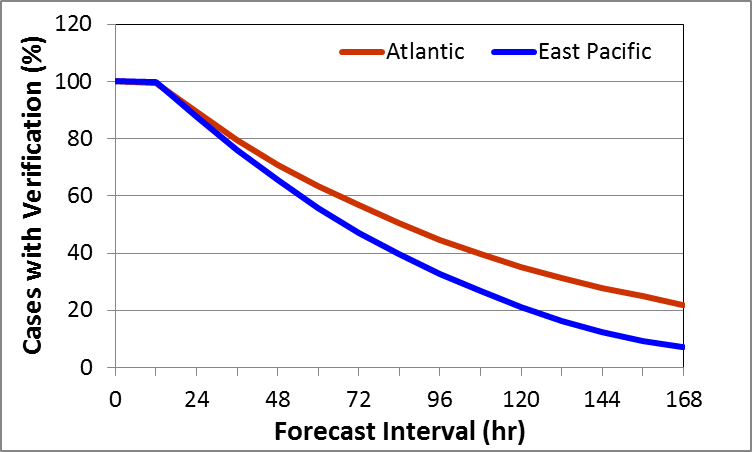 120
100
80
60
40
20
0
Cases with Verification (%)
Atlantic
East Pacific
0 24 48 72 96 120 144 168
Forecast Interval (hr)